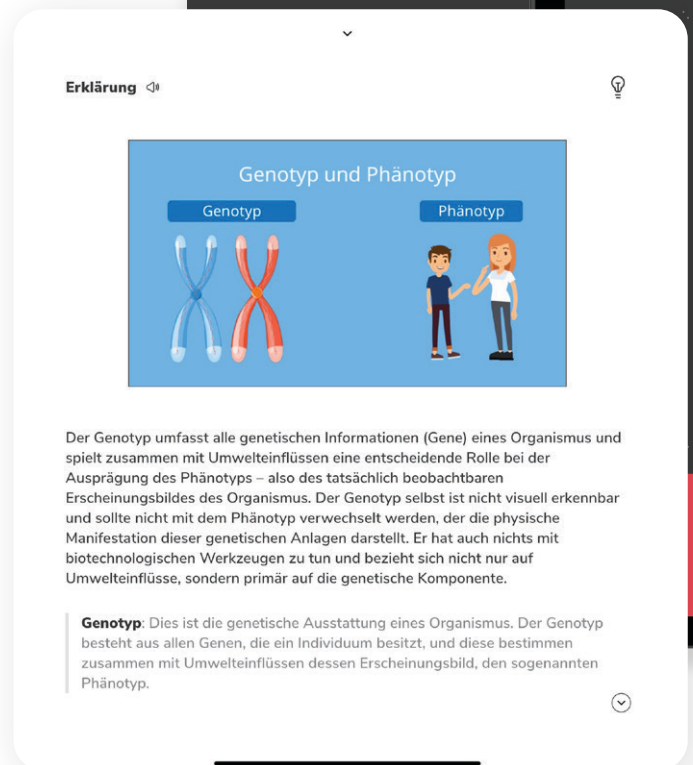 Erklärung
Genotyp und Phänotyp
Genotyp
Phänotyp
Der Genotyp umfasst alle genetischen Informationen (Gene) eines Organismus und
spielt zusammen mit Umwelteinflüssen eine entscheidende Rolle bei der
Ausprägung des Phänotyps – also des tatsächlich beobachtbaren
Erscheinungsbildes des Organismus. Der Genotyp selbst ist nicht visuell erkennbar
und sollte nicht mit dem Phänotyp verwechselt werden, der die physische
Manifestation dieser genetischen Anlagen darstellt. Er hat auch nichts mit
biotechnologischen Werkzeugen zu tun und bezieht sich nicht nur auf
Umwelteinflüsse, sondern primär auf die genetische Komponente.
Genotyp: Dies ist die genetische Ausstattung eines Organismus. Der Genotyp
besteht aus allen Genen, die ein Individuum besitzt, und diese bestimmen
zusammen mit Umwelteinflüssen dessen Erscheinungsbild, den sogenannten
Phänotyp.